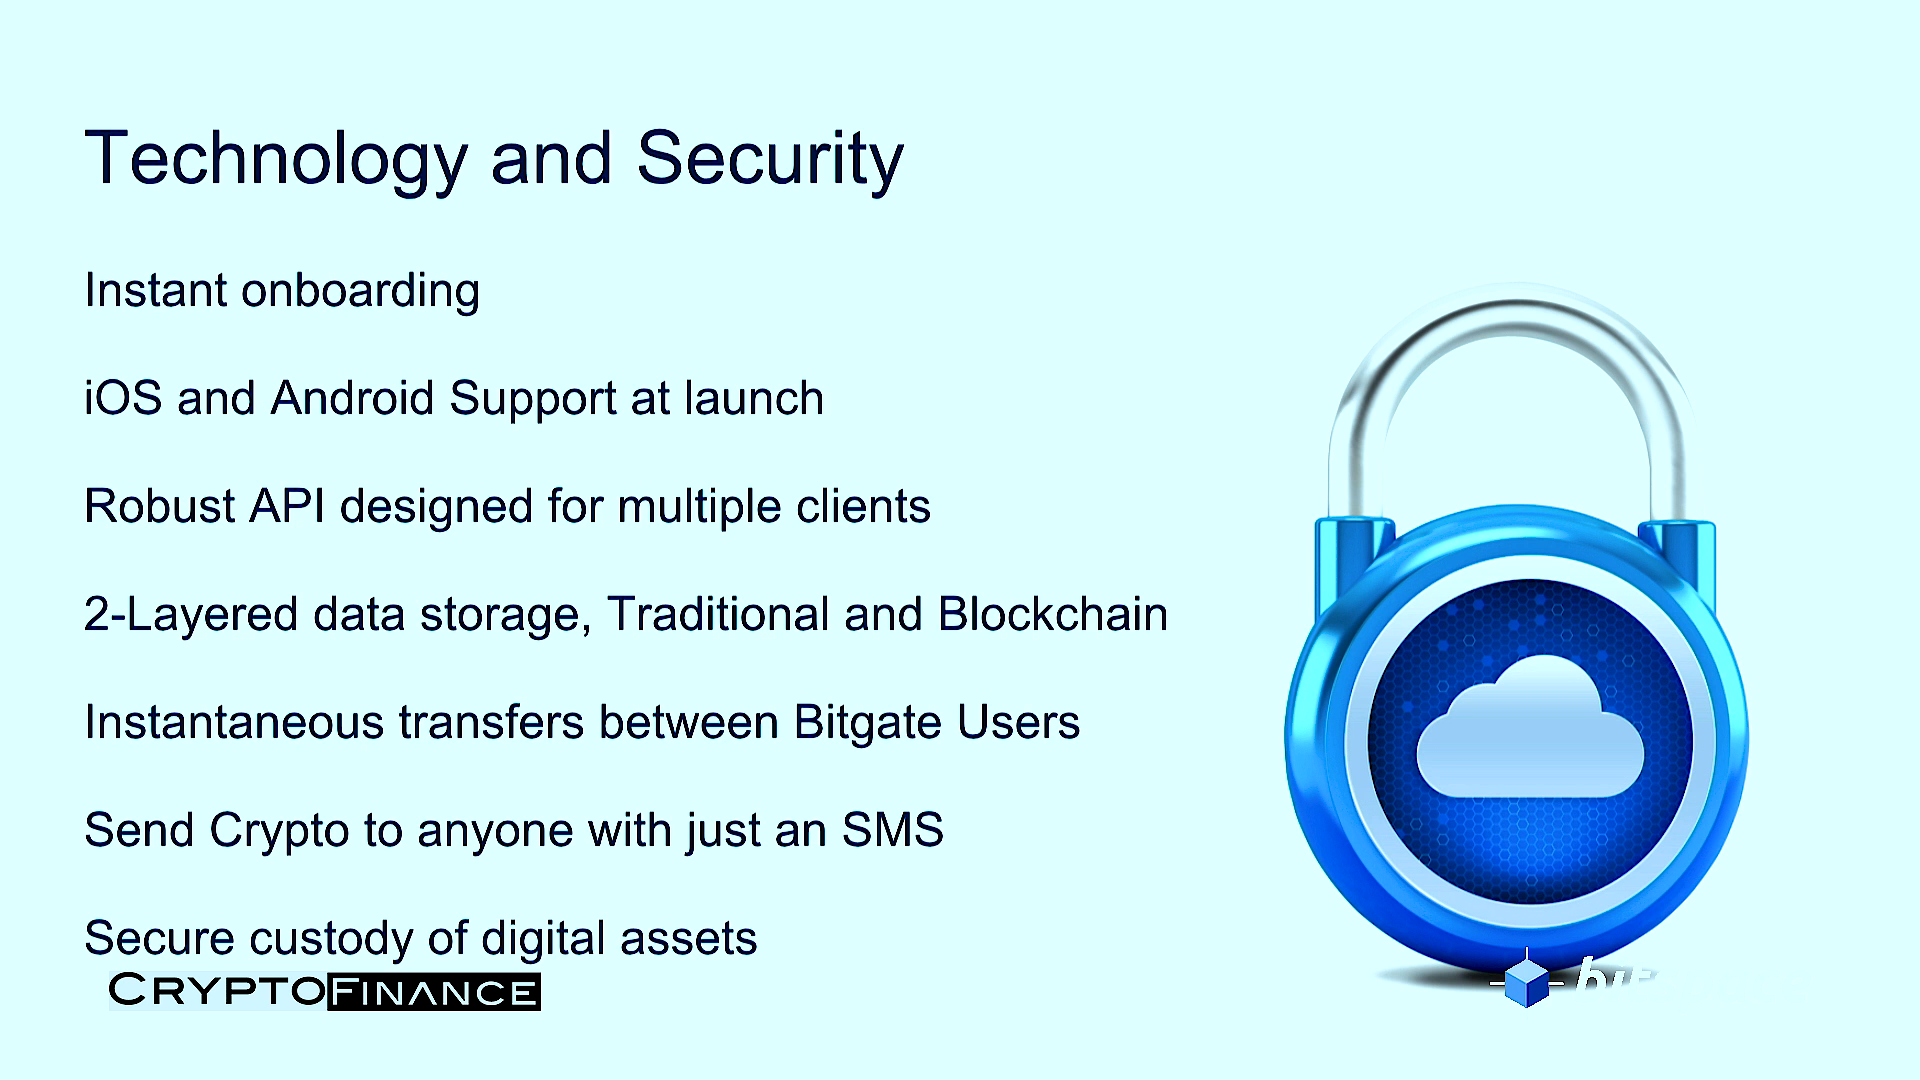 Technology and Security
Instant onboarding
iOS and Android Support at launch
Robust API designed for multiple clients
2-Layered data storage, Traditional and Blockchain
Instantaneous transfers between Bitgate Users
Send Crypto to anyone with just an SMS
Secure custody of digital assets
CRYPTOFINANCE